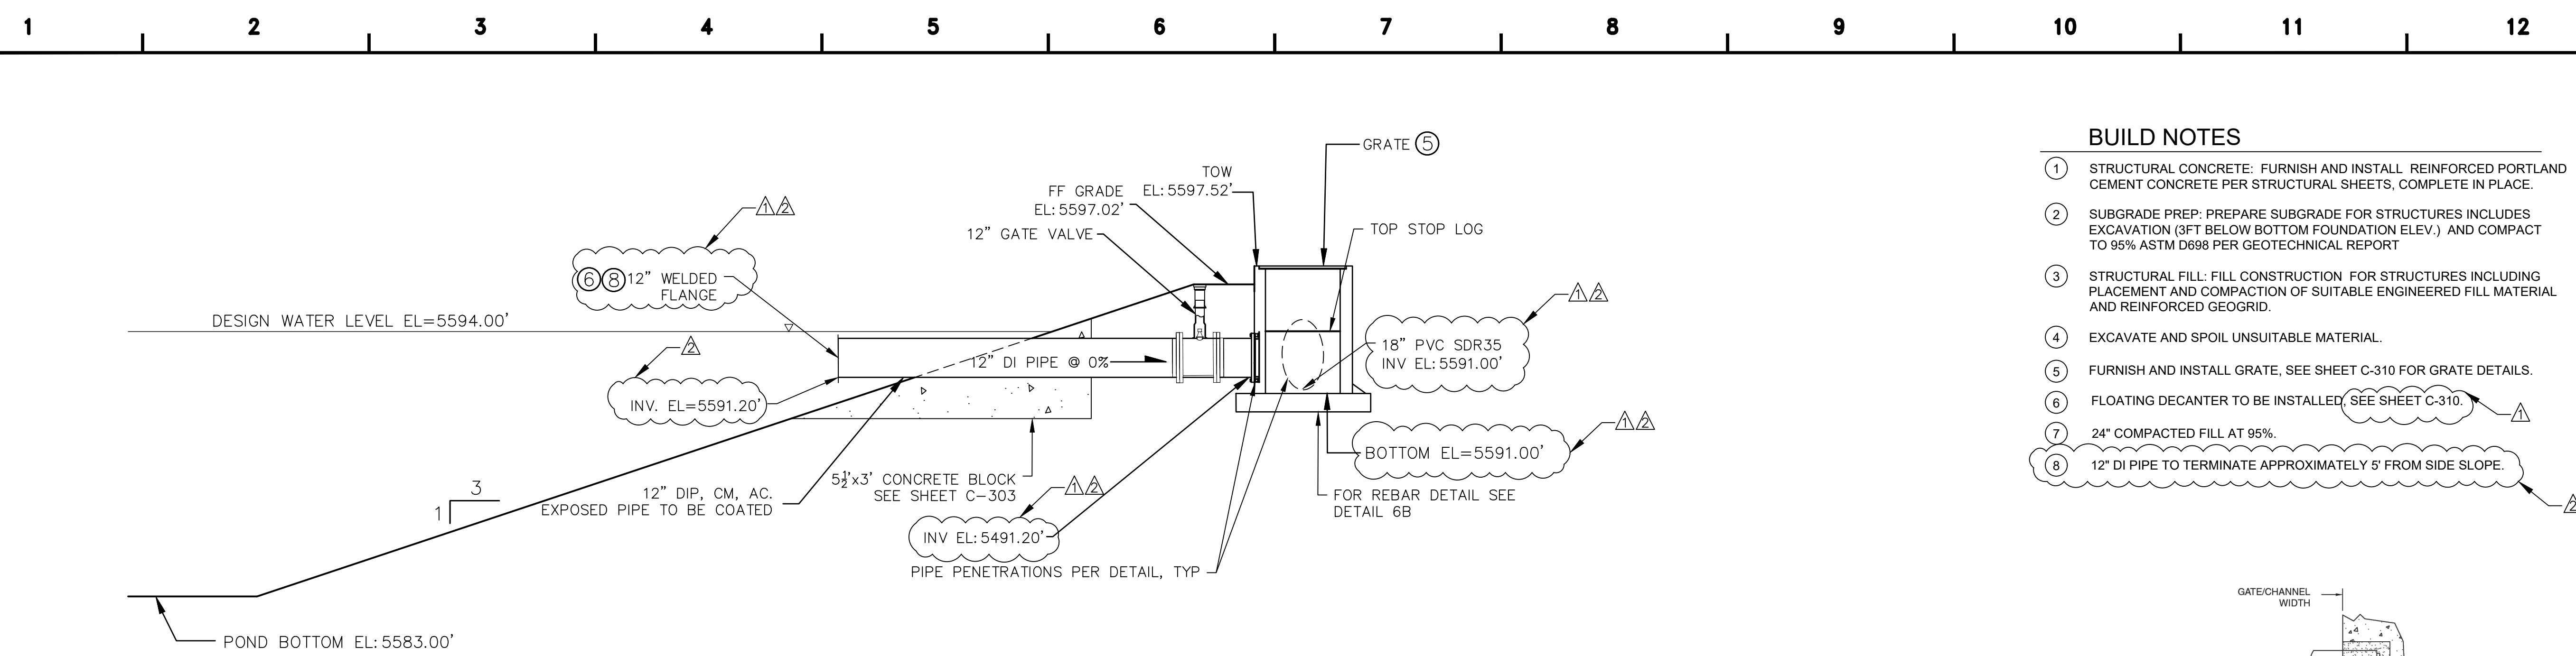 1 2 3 4 5 6 7 8 9 10 11 12
GRATE 5
TOW
EL:5597.52'
FF GRADE
EL:5597.02'
12" GATE VALVE
TOP STOP LOG
1 2
6 8 12" WELDED
FLANGE
DESIGN WATER LEVEL EL=5594.00'
1 2
18" PVC SDR35
INV EL:5591.00'
2
12" DI PIPE @ 0%
INV. EL=5591.20'
1 2
BOTTOM EL=5591.00'
5½'x3' CONCRETE BLOCK
SEE SHEET C-303
12" DIP, CM, AC.
EXPOSED PIPE TO BE COATED
3
1
1 2
FOR REBAR DETAIL SEE
DETAIL 6B
INV EL:5491.20'
PIPE PENETRATIONS PER DETAIL, TYP
POND BOTTOM EL:5583.00'
BUILD NOTES
1 STRUCTURAL CONCRETE: FURNISH AND INSTALL REINFORCED PORTLAND
CEMENT CONCRETE PER STRUCTURAL SHEETS, COMPLETE IN PLACE.
2 SUBGRADE PREP: PREPARE SUBGRADE FOR STRUCTURES INCLUDES
EXCAVATION (3FT BELOW BOTTOM FOUNDATION ELEV.) AND COMPACT
TO 95% ASTM D698 PER GEOTECHNICAL REPORT
3 STRUCTURAL FILL: FILL CONSTRUCTION FOR STRUCTURES INCLUDING
PLACEMENT AND COMPACTION OF SUITABLE ENGINEERED FILL MATERIAL
AND REINFORCED GEOGRID.
4 EXCAVATE AND SPOIL UNSUITABLE MATERIAL.
5 FURNISH AND INSTALL GRATE, SEE SHEET C-310 FOR GRATE DETAILS.
6 FLOATING DECANTER TO BE INSTALLED, SEE SHEET C-310.
1
7 24" COMPACTED FILL AT 95%.
8 12" DI PIPE TO TERMINATE APPROXIMATELY 5' FROM SIDE SLOPE.
2
GATE/CHANNEL
WIDTH